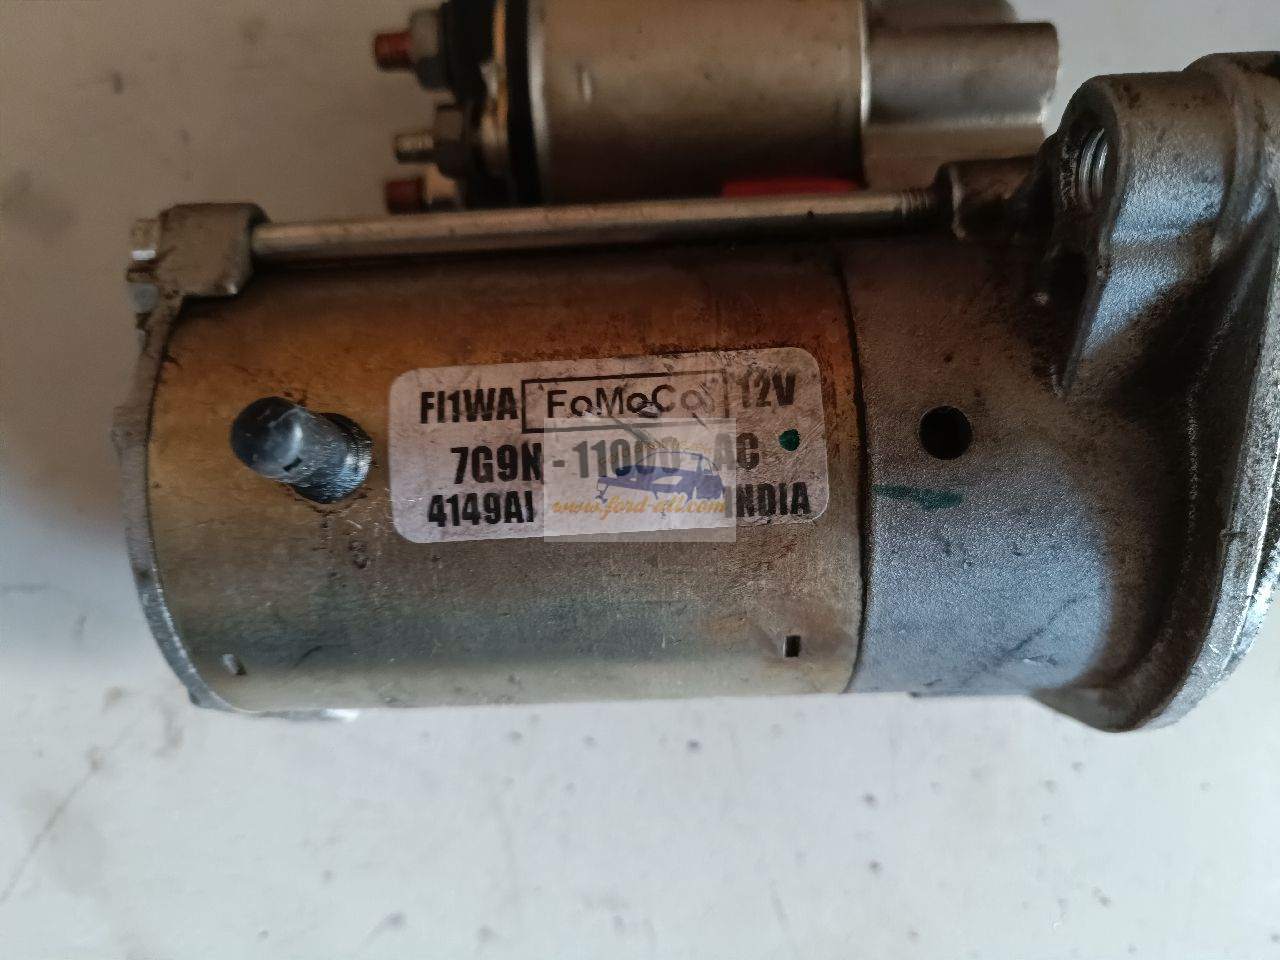 FI1WA FoMoCo 12V
7G9N - 11000 - AC
4149AI INDIA
www.ford-all.com